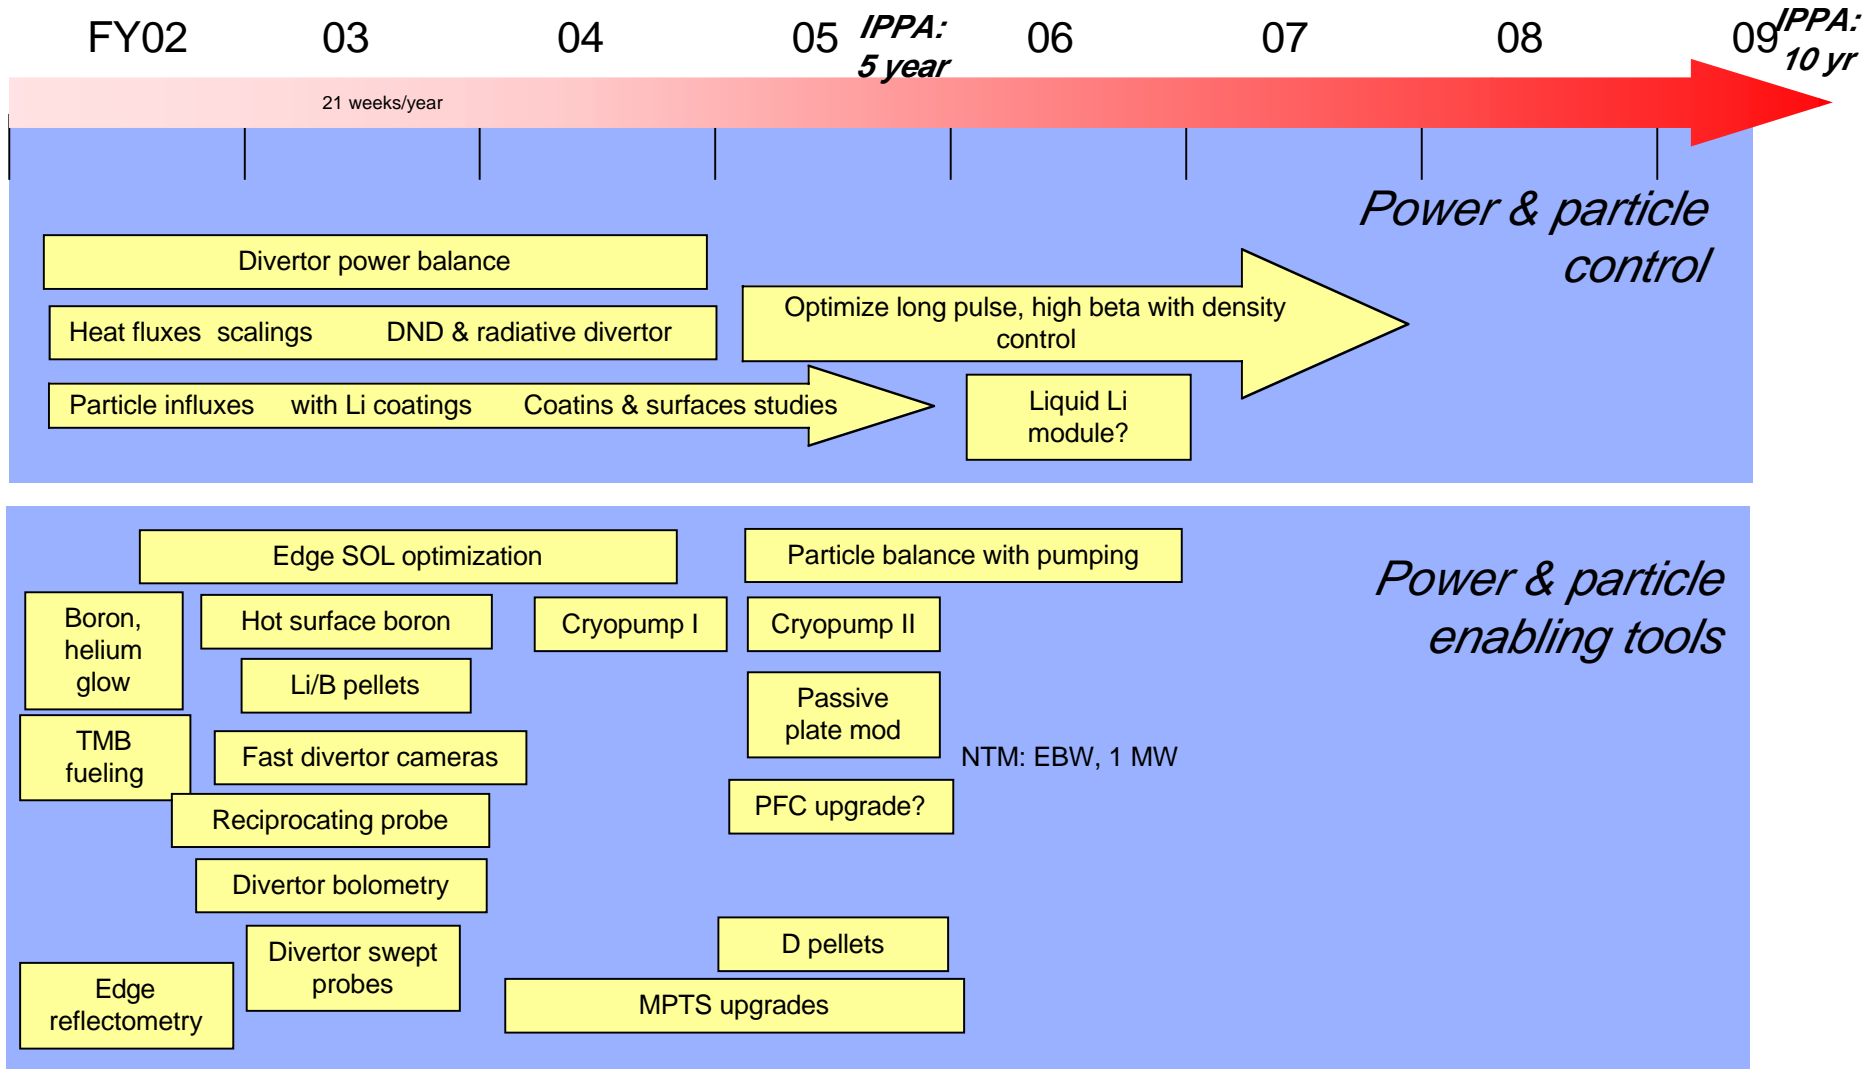 FY02 03 04 05 IPPA: 06 07 08 09 IPPA:
5 year 10 yr
21 weeks/year
Power & particle
control
Divertor power balance
Heat fluxes scalings DND & radiative divertor
Optimize long pulse, high beta with density
control
Particle influxes with Li coatings Coatins & surfaces studies
Liquid Li
module?
Power & particle
enabling tools
Edge SOL optimization
Particle balance with pumping
Boron,
helium
glow
Hot surface boron
Cryopump I
Cryopump II
Li/B pellets
Passive
plate mod
TMB
fueling
Fast divertor cameras
NTM: EBW, 1 MW
Reciprocating probe
PFC upgrade?
Divertor bolometry
Divertor swept
probes
D pellets
Edge
reflectometry
MPTS upgrades